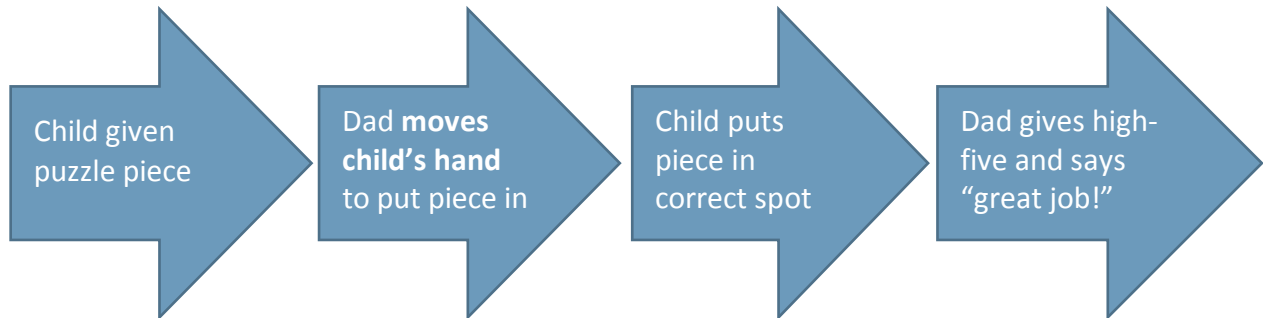 Child given
puzzle piece
Dad moves
child's hand
to put piece in
Child puts
piece in
correct spot
Dad gives high-
five and says
“great job!”